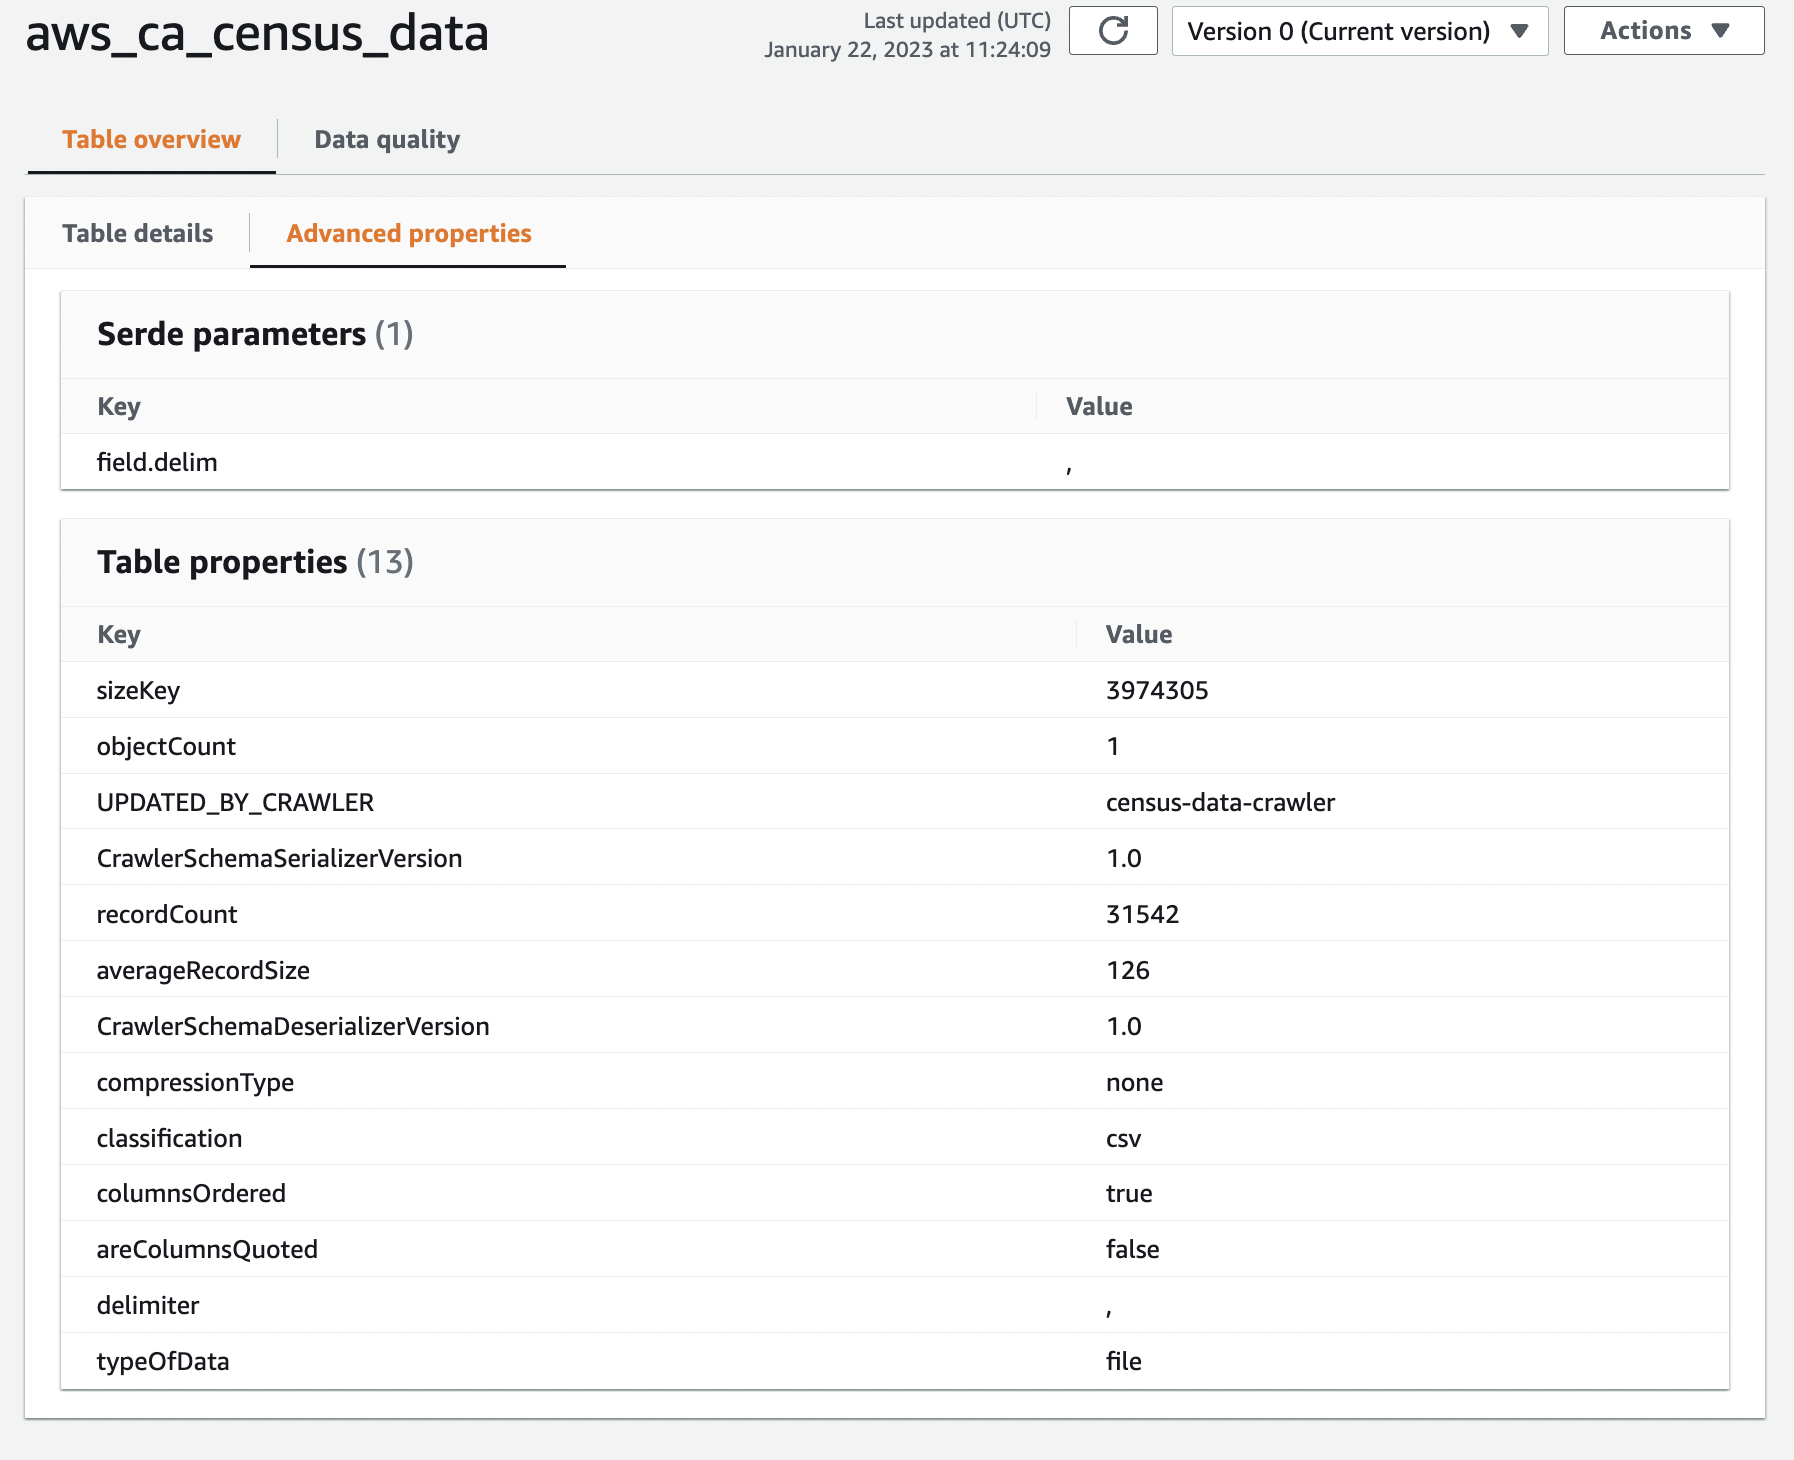 aws_ca_census_data
Last updated (UTC)
January 22, 2023 at 11:24:09
Version 0 (Current version)
Actions
Table overview
Data quality
Table details
Advanced properties
Serde parameters (1)
Key Value
field.delim ,
Table properties (13)
Key Value
sizeKey 3974305
objectCount 1
UPDATED_BY_CRAWLER census-data-crawler
CrawlerSchemaSerializerVersion 1.0
recordCount 31542
averageRecordSize 126
CrawlerSchemaDeserializerVersion 1.0
compressionType none
classification csv
columnsOrdered true
areColumnsQuoted false
delimiter ,
typeOfData file